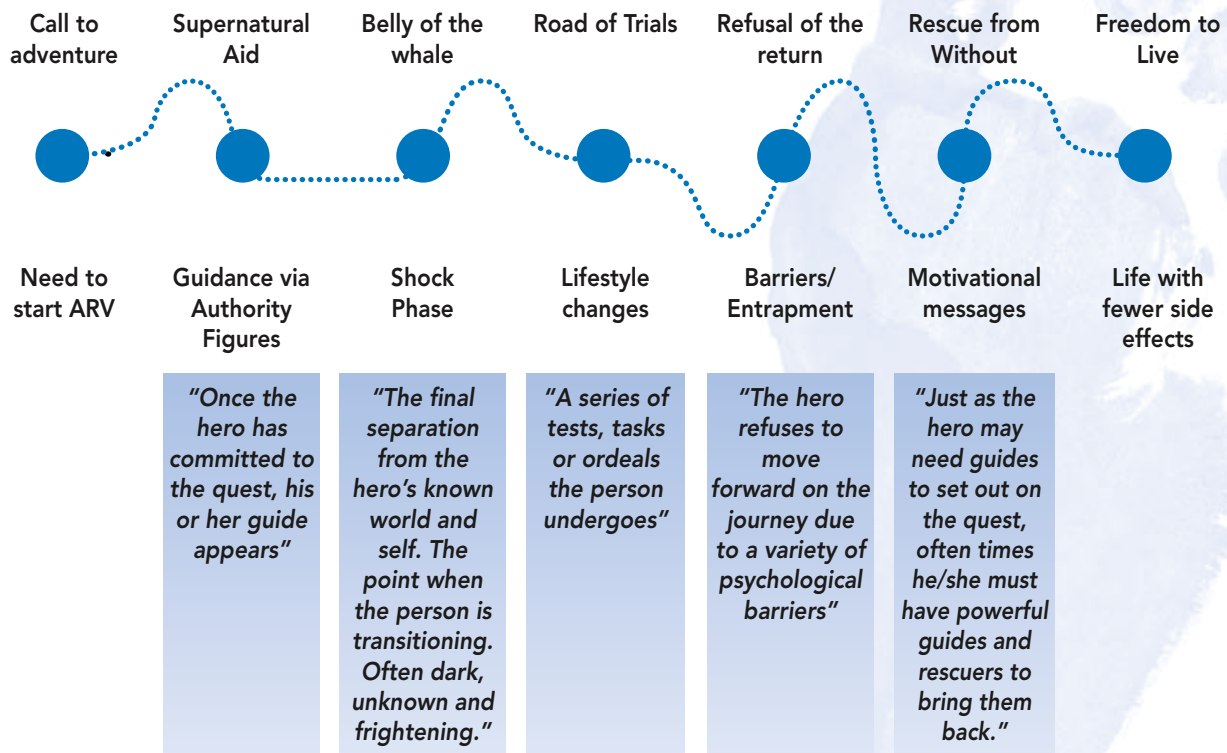 Call to
adventure
Supernatural
Aid
Belly of the
whale
Road of Trials
Refusal of the
return
Rescue from
Without
Freedom to
Live
Need to
start ARV
Guidance via
Authority
Figures
Shock
Phase
Lifestyle
changes
Barriers/
Entrapment
Motivational
messages
Life with
fewer side
effects
“Once the
hero has
committed to
the quest, his
or her guide
appears”
“The final
separation
from the
hero’s known
world and
self. The
point when
the person is
transitioning.
Often dark,
unknown and
frightening.”
“A series of
tests, tasks
or ordeals
the person
undergoes”
“The hero
refuses to
move
forward on the
journey due
to a variety of
psychological
barriers”
“Just as the
hero may
need guides
to set out on
the quest,
often times
he/she must
have powerful
guides and
rescuers to
bring them
back.”